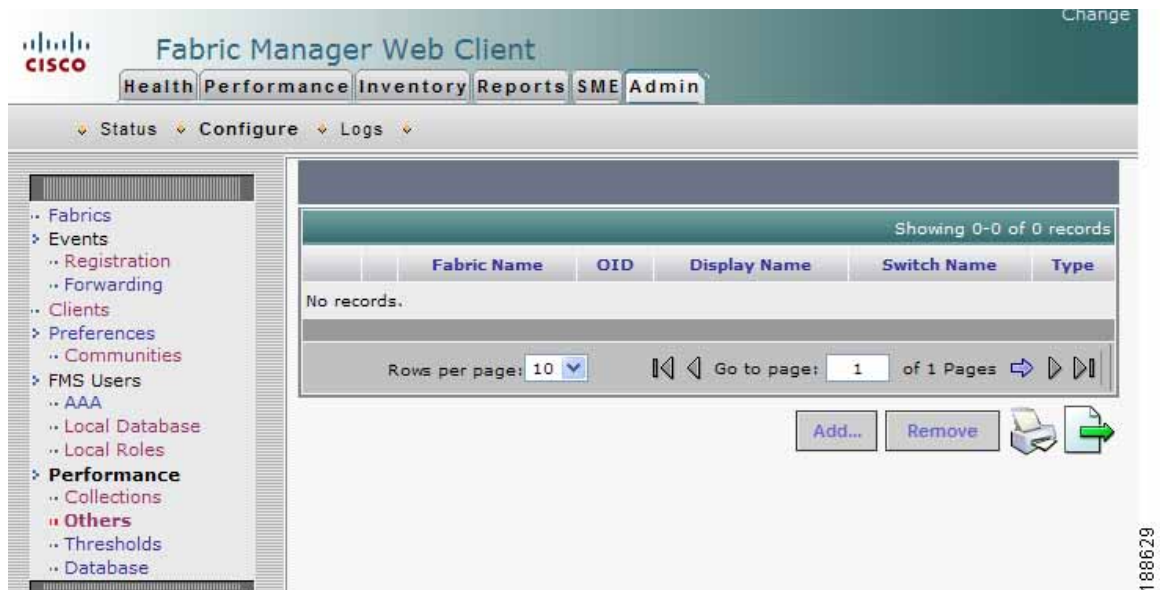 Change
CISCO
Fabric Manager Web Client
Health Performance Inventory Reports SME Admin
Status Configure Logs
Fabrics
Events
Registration
Forwarding
Clients
Preferences
Communities
FMS Users
AAA
Local Database
Local Roles
Performance
Collections
Others
Thresholds
Database
Showing 0-0 of 0 records
Fabric Name OID Display Name Switch Name Type
No records.
Rows per page: 10 Go to page: 1 of 1 Pages
Add... Remove
188629